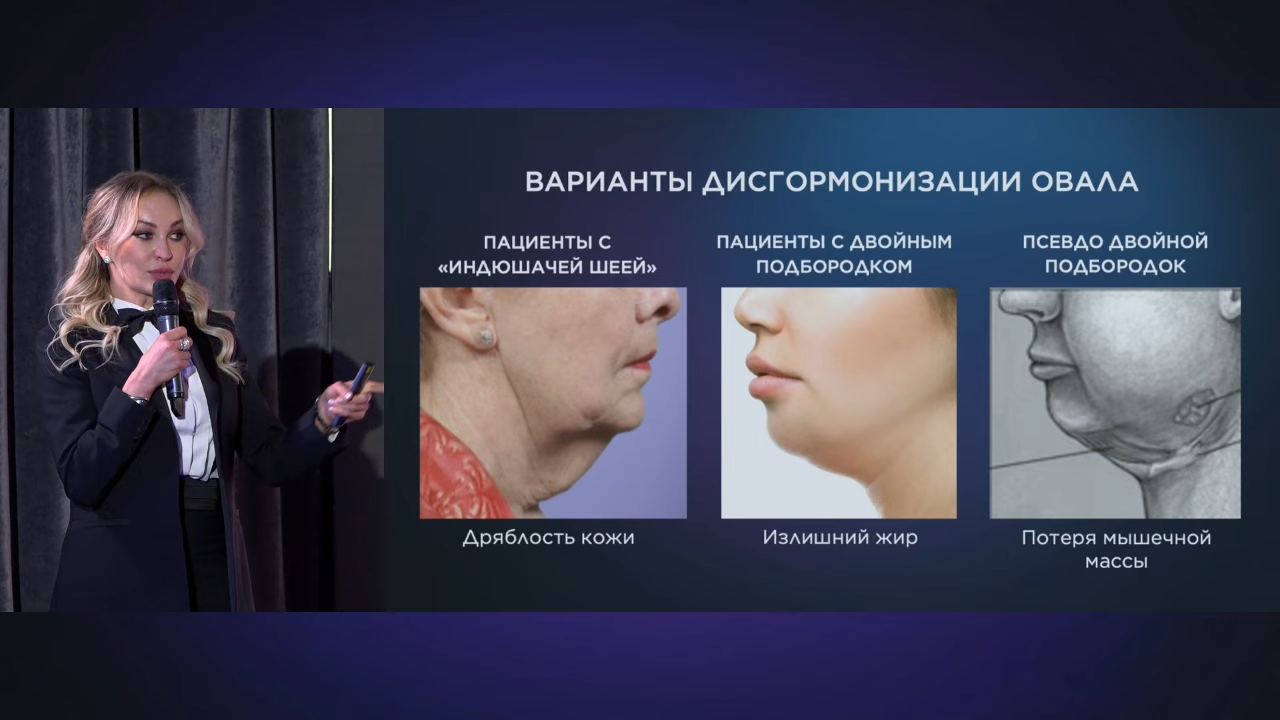 ВАРИАНТЫ ДИСГОРМОНИЗАЦИИ ОВАЛА
ПАЦИЕНТЫ С
«ИНДЮШАЧЕЙ ШЕЕЙ»
Дряблость кожи
ПАЦИЕНТЫ С ДВОЙНЫМ
ПОДБОРОДКОМ
Излишний жир
ПСЕВДО ДВОЙНОЙ
ПОДБОРОДОК
Потеря мышечной
массы